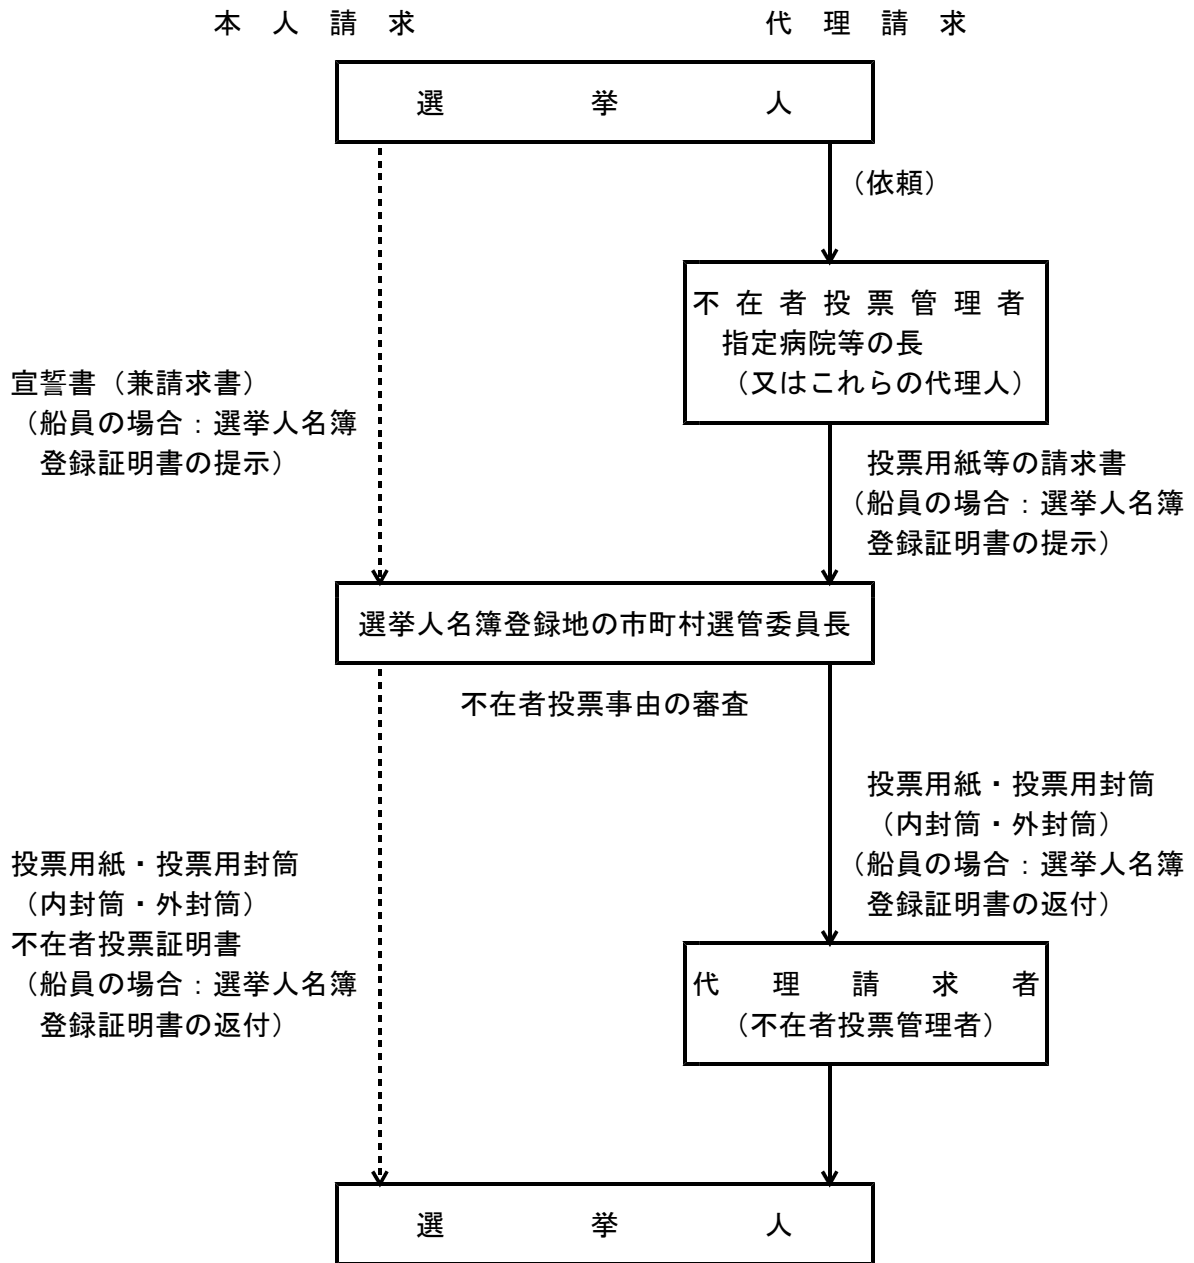 本人請求
代理請求
選挙人
（依頼）
不在者投票管理者
指定病院等の長
（又はこれらの代理人）
宣誓書（兼請求書）
（船員の場合：選挙人名簿
登録証明書の提示）
投票用紙等の請求書
（船員の場合：選挙人名簿
登録証明書の提示）
選挙人名簿登録地の市町村選管委員長
不在者投票事由の審査
投票用紙・投票用封筒
（内封筒・外封筒）
（船員の場合：選挙人名簿
登録証明書の返付）
投票用紙・投票用封筒
（内封筒・外封筒）
不在者投票証明書
（船員の場合：選挙人名簿
登録証明書の返付）
代理請求者
（不在者投票管理者）
選挙人